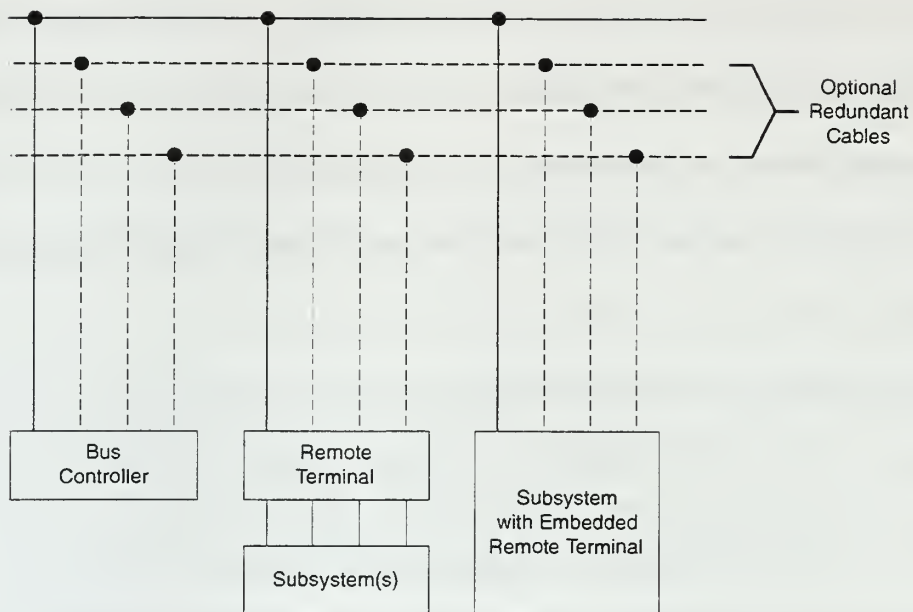 Optional
Redundant
Cables
Bus
Controller
Remote
Terminal
Subsystem(s)
Subsystem
with Embedded
Remote Terminal